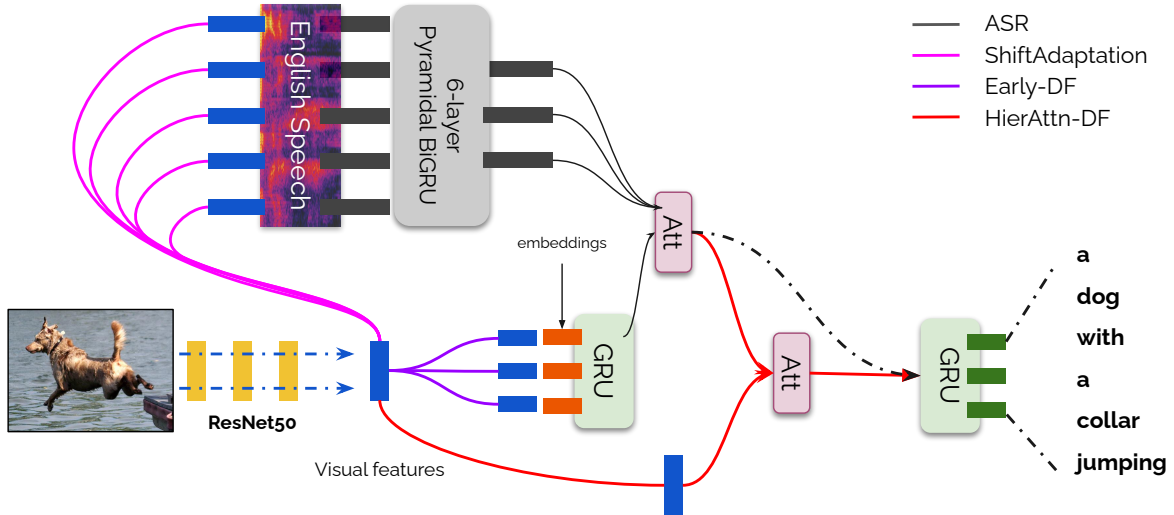 English Speech
6-layer
Pyramidal BiGRU
ASR
ShiftAdaptation
Early-DF
HierAttn-DF
embeddings
Att
GRU
ResNet50
Visual features
Att
GRU
a
dog
with
a
collar
jumping